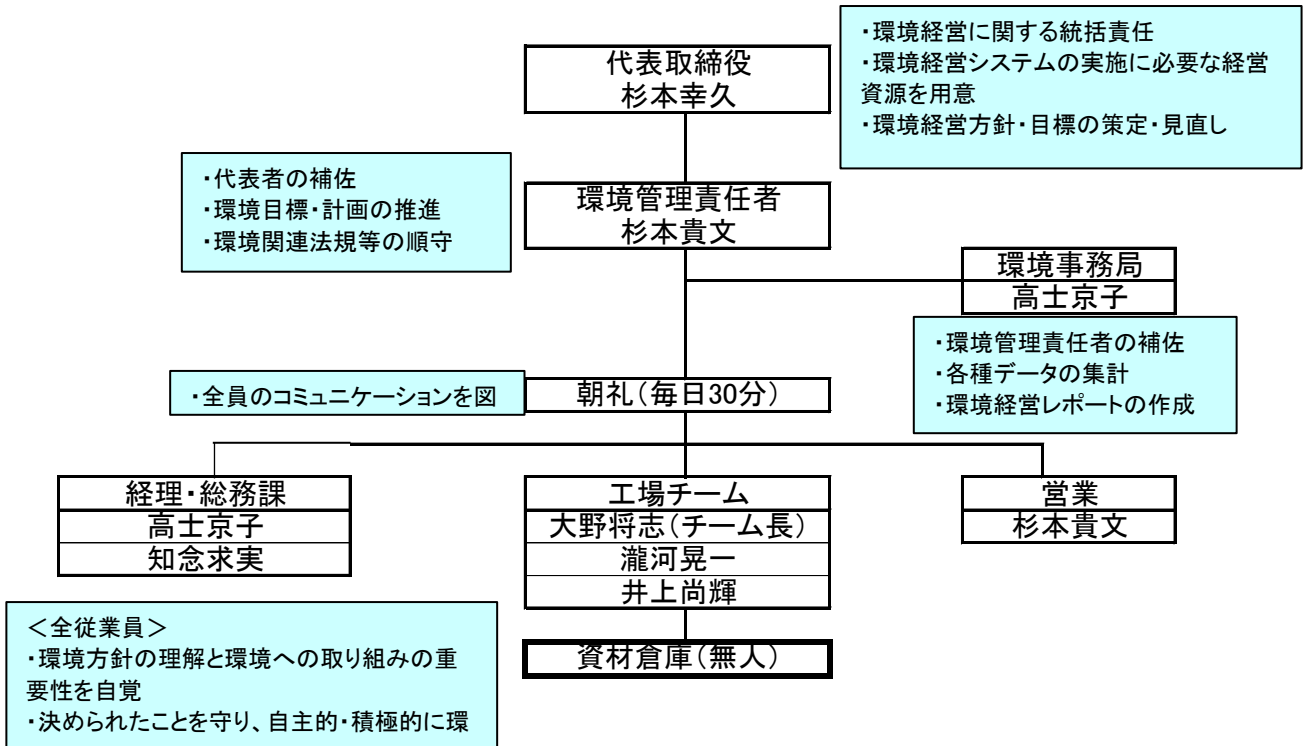 代表取締役
杉本幸久
・環境経営に関する統括責任
・環境経営システムの実施に必要な経営
資源を用意
・環境経営方針・目標の策定・見直し
・代表者の補佐
・環境目標・計画の推進
・環境関連法規等の順守
環境管理責任者
杉本貴文
環境事務局
高士京子
・環境管理責任者の補佐
・各種データの集計
・環境経営レポートの作成
・全員のコミュニケーションを図
朝礼(毎日30分)
経理・総務課
高士京子
知念求実
工場チーム
大野将志(チーム長)
瀧河晃一
井上尚輝
営業
杉本貴文
資材倉庫(無人)
<全従業員>
・環境方針の理解と環境への取り組みの重
要性を自覚
・決められたことを守り、自主的・積極的に環